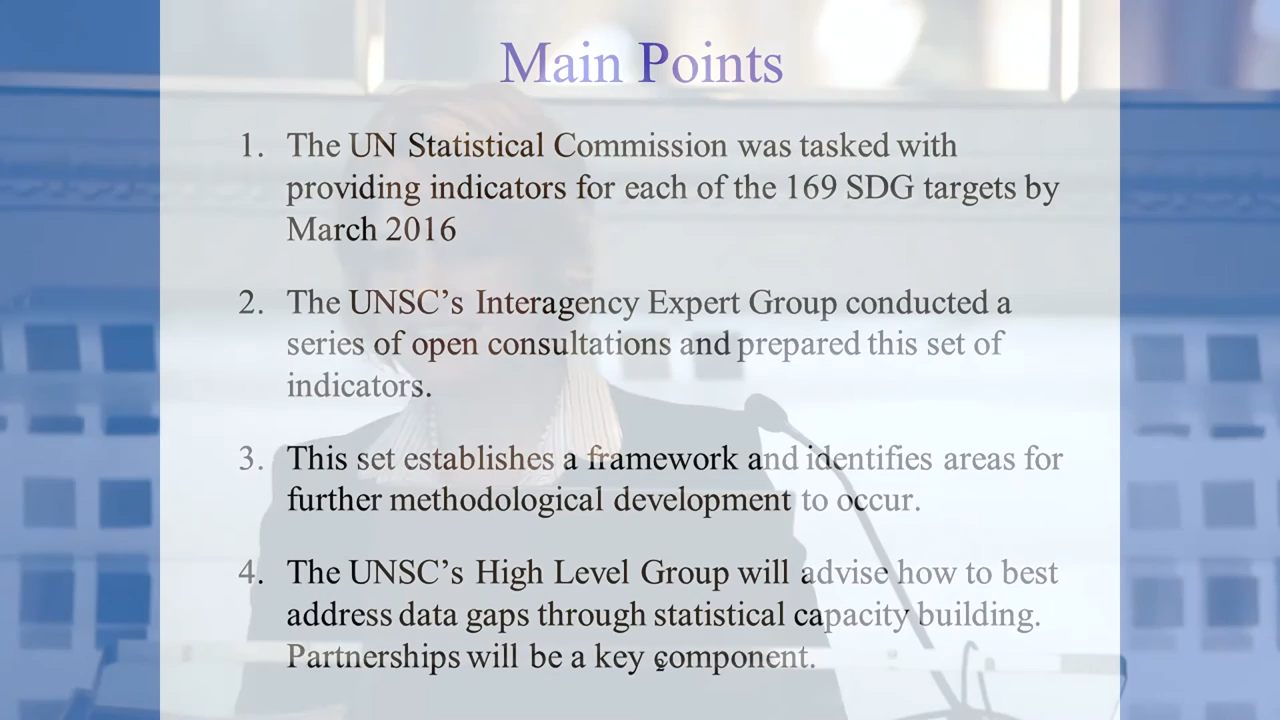 Main Points
1. The UN Statistical Commission was tasked with
providing indicators for each of the 169 SDG targets by
March 2016
2. The UNSC’s Interagency Expert Group conducted a
series of open consultations and prepared this set of
indicators.
3. This set establishes a framework and identifies areas for
further methodological development to occur.
4. The UNSC’s High Level Group will advise how to best
address data gaps through statistical capacity building.
Partnerships will be a key component.
2